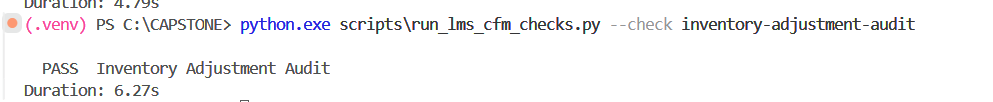 Duration: 4.79s
(.venv) PS C:\CAPSTONE> python.exe scripts\run_lms_cfm_checks.py --check inventory-adjustment-audit
PASS  Inventory Adjustment Audit
Duration: 6.27s